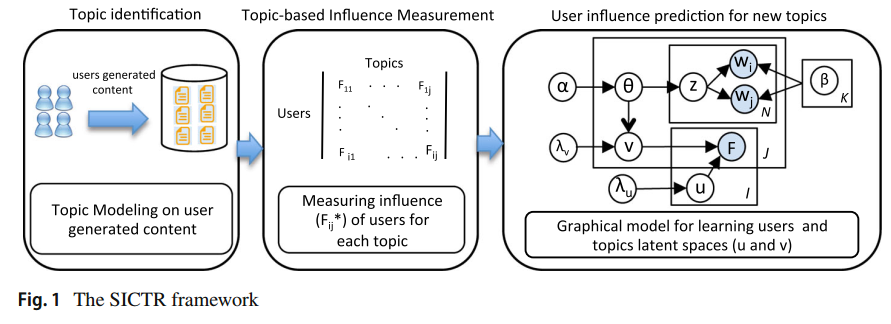 Topic identification
Topic-based Influence Measurement
User influence prediction for new topics
users generated
content
Topic Modeling on user
generated content
Topics
Users
F11 . . . F1j
. . .
. . .
. . .
F i1 . . . Fij
Measuring influence
(Fij*) of users for
each topic
α
θ
z
wi
wj
N
β
K
λv
v
F
J
λu
u
I
Graphical model for learning users and
topics latent spaces (u and v)
Fig. 1 The SICTR framework